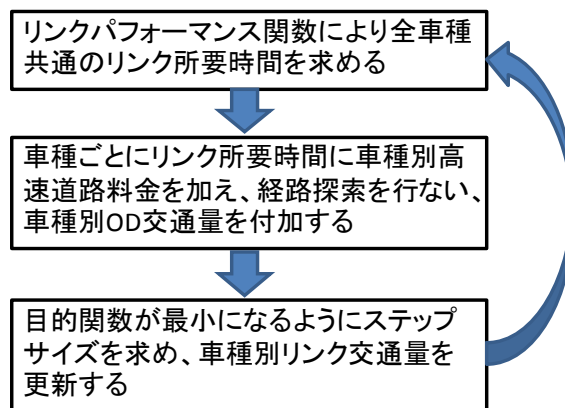 リンクパフォーマンス関数により全車種
共通のリンク所要時間を求める
車種ごとにリンク所要時間に車種別高
速道路料金を加え、経路探索を行ない、
車種別OD交通量を付加する
目的関数が最小になるようにステップ
サイズを求め、車種別リンク交通量を
更新する